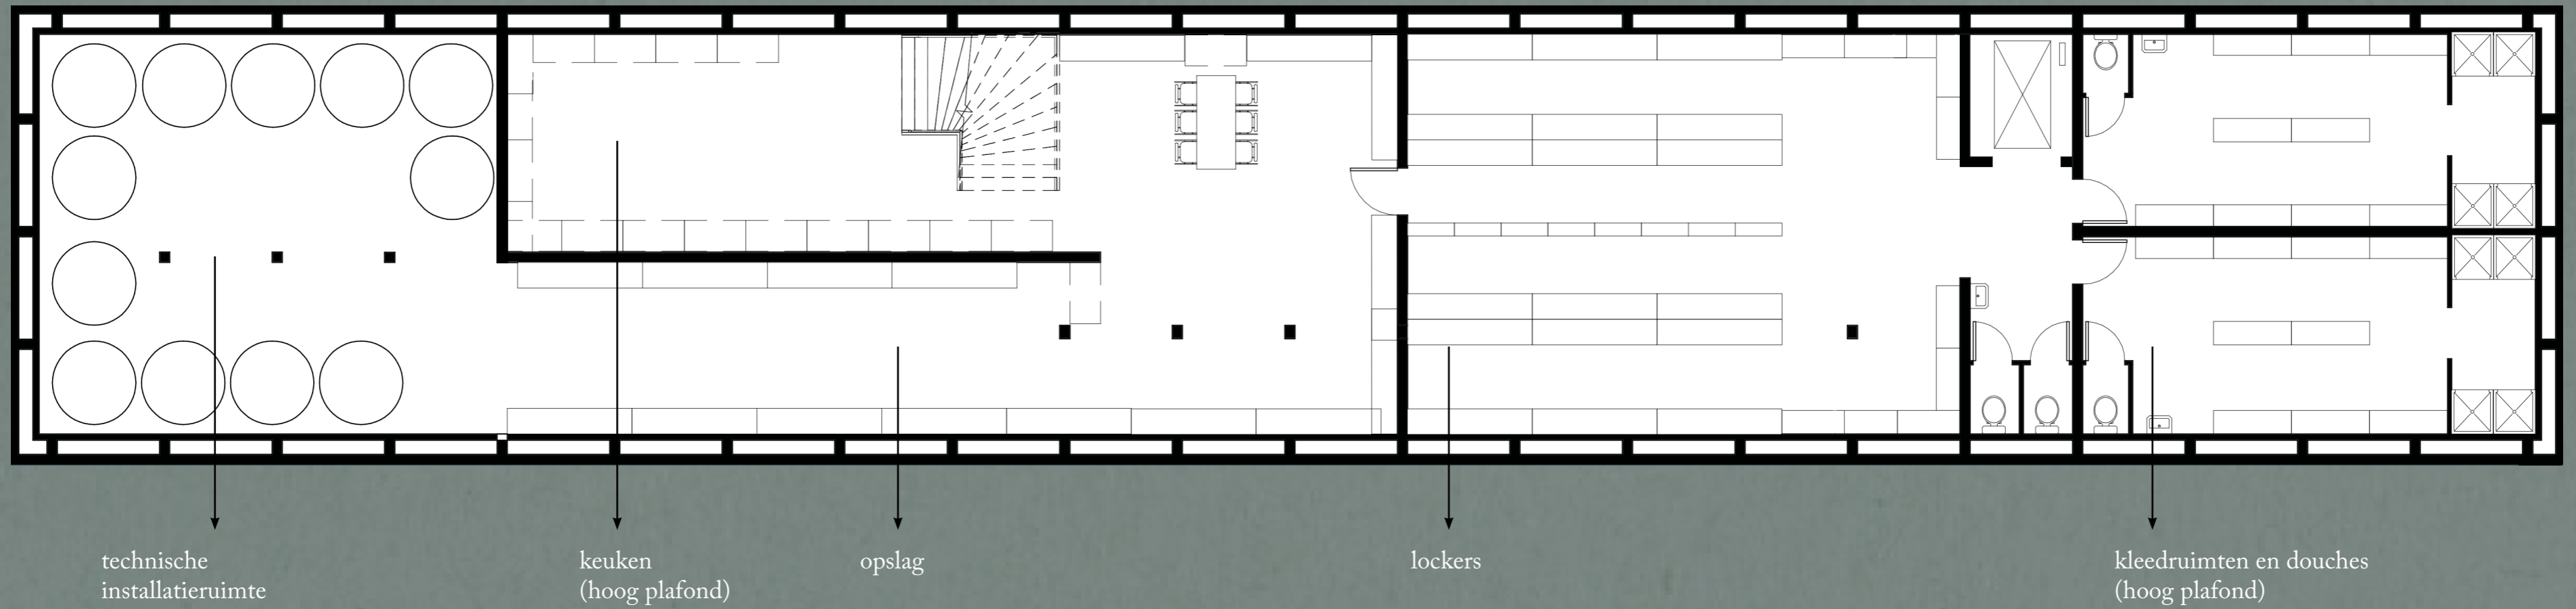 technische
installatieruimte
keuken
(hoog plafond)
opslag
lockers
kleedruimten en douches
(hoog plafond)